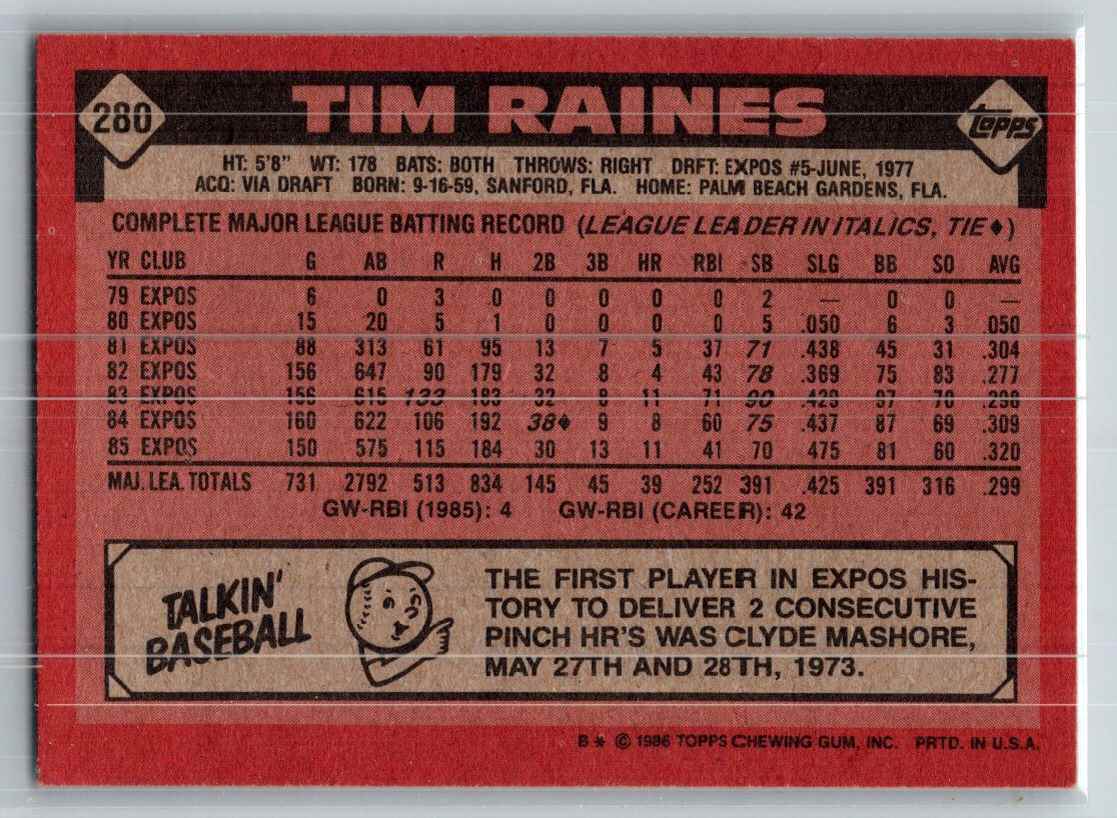 280
TIM RAINES
topps
HT: 5'8" WT: 178 BATS: BOTH THROWS: RIGHT DRFT: EXPOS #5-JUNE, 1977
ACQ: VIA DRAFT BORN: 9-16-59, SANFORD, FLA. HOME: PALM BEACH GARDENS, FLA.
COMPLETE MAJOR LEAGUE BATTING RECORD (LEAGUE LEADER IN ITALICS, TIE ♦)
YR CLUB G AB R H 2B 3B HR RBI SB SLG BB SO AVG
79 EXPOS 6 0 3 0 0 0 0 0 2 — 0 0 —
80 EXPOS 15 20 5 1 0 0 0 0 5 .050 6 3 .050
81 EXPOS 88 313 61 95 13 7 5 37 71 .438 45 31 .304
82 EXPOS 156 647 90 179 32 8 4 43 78 .369 75 83 .277
83 EXPOS 156 615 133 183 32 8 11 71 90 .429 97 70 .298
84 EXPOS 160 622 106 192 38♦ 9 8 60 75 .437 87 69 .309
85 EXPOS 150 575 115 184 30 13 11 41 70 475 81 60 .320
MAJ. LEA. TOTALS 731 2792 513 834 145 45 39 252 391 .425 391 316 .299
GW-RBI (1985): 4 GW-RBI (CAREER): 42
TALKIN'
BASEBALL
THE FIRST PLAYER IN EXPOS HIS-
TORY TO DELIVER 2 CONSECUTIVE
PINCH HR'S WAS CLYDE MASHORE,
MAY 27TH AND 28TH, 1973.
B* © 1986 TOPPS CHEWING GUM, INC. PRTD. IN U.S.A.